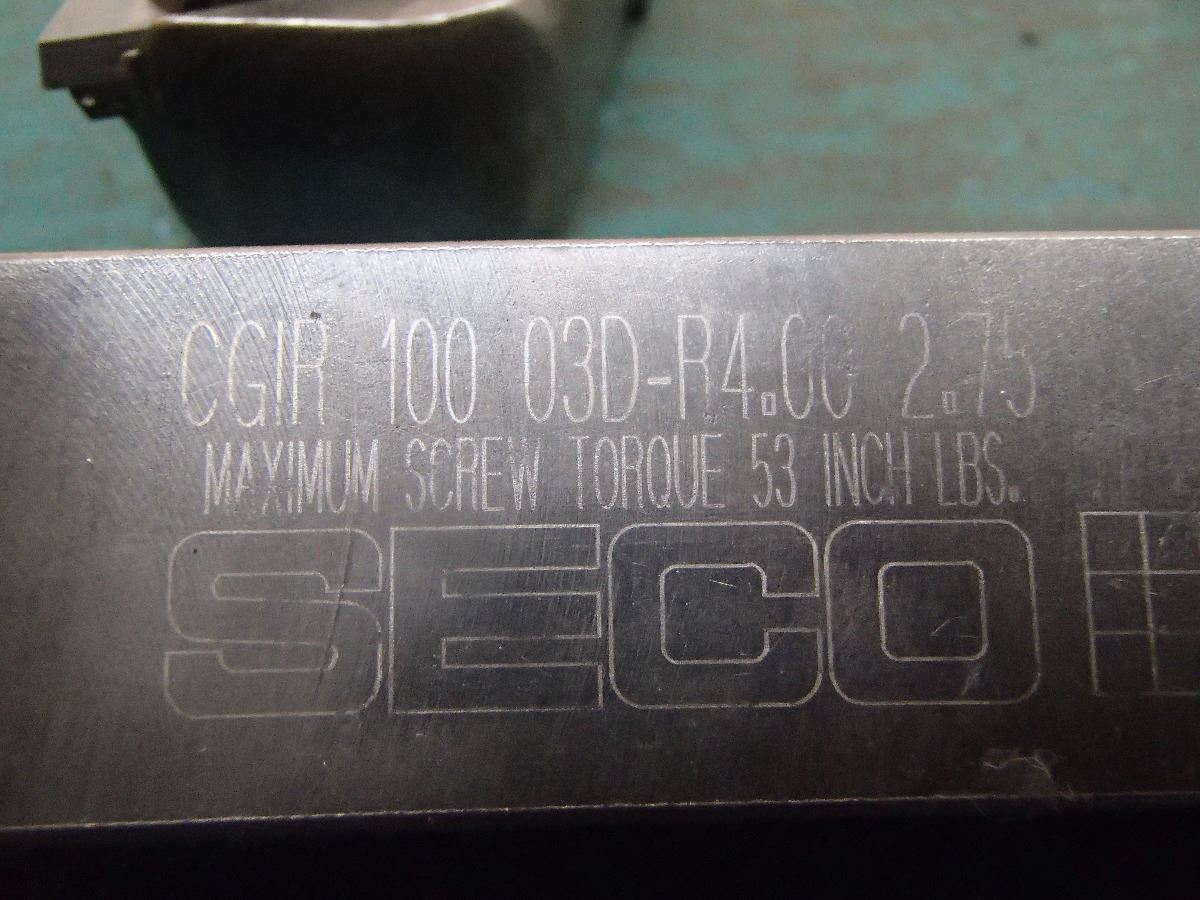 CGIR 100 03D-R4.00 2.75
MAXIMUM SCREW TORQUE 53 INCH LBS.
SECO